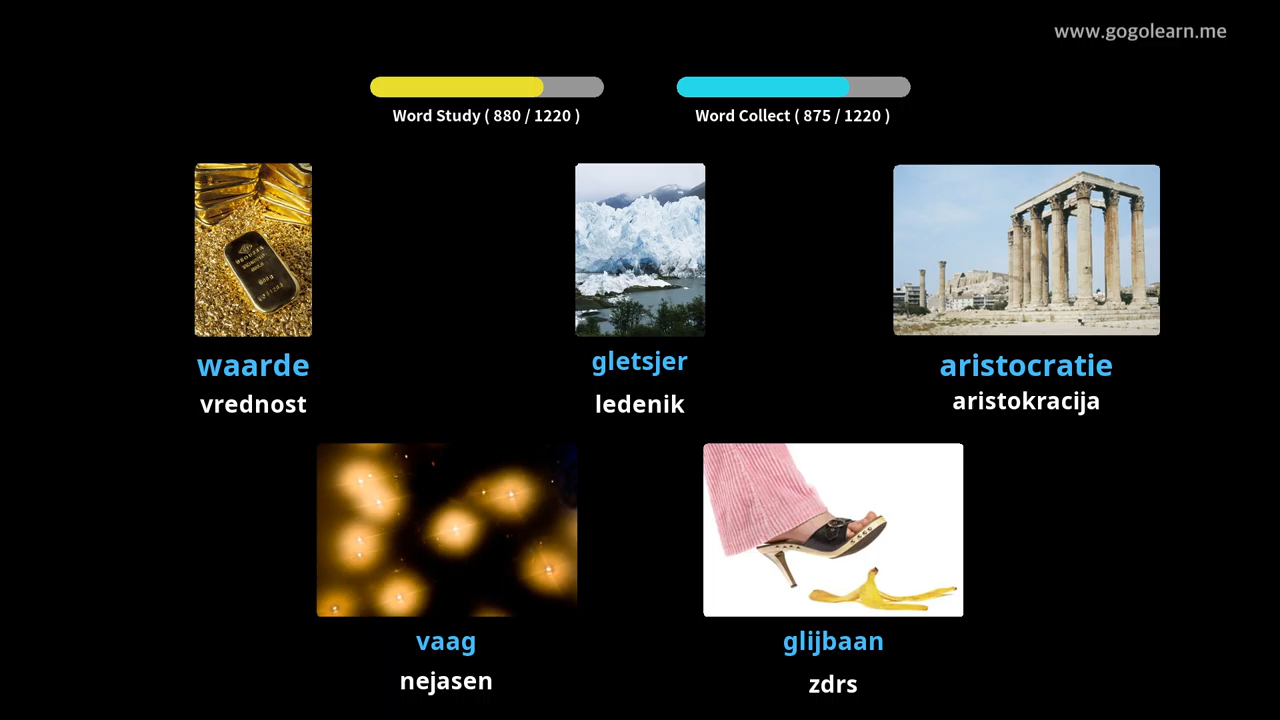 www.gogolearn.me
Word Study ( 880 / 1220 )
Word Collect ( 875 / 1220 )
waarde
vrednost
gletsjer
ledenik
aristocratie
aristokracija
vaag
nejasen
glijbaan
zdrs